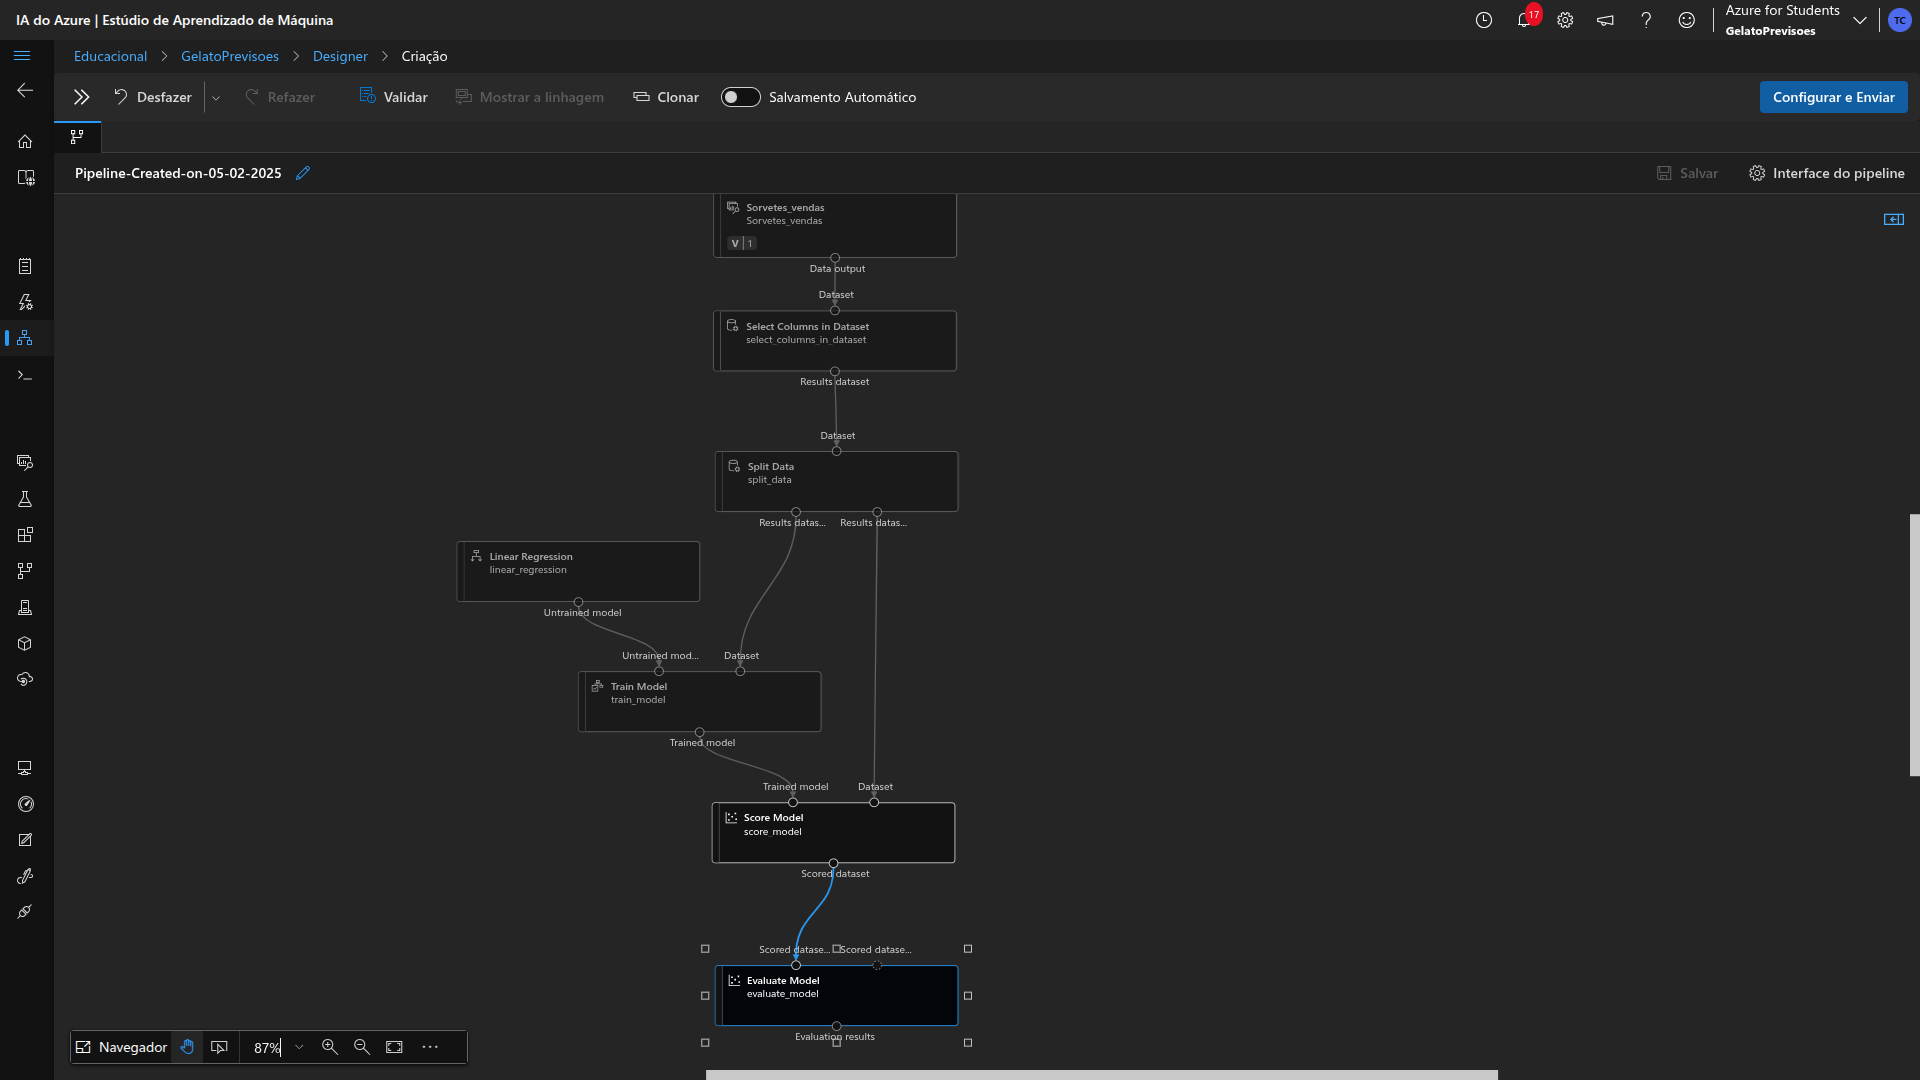 IA do Azure | Estúdio de Aprendizado de Máquina
17
Azure for Students
GelatoPrevisoes
TC
Educacional > GelatoPrevisoes > Designer > Criação
Desfazer
Refazer
Validar
Mostrar a linhagem
Clonar
Salvamento Automático
Configurar e Enviar
Pipeline-Created-on-05-02-2025
Salvar
Interface do pipeline
Sorvetes_vendas
Sorvetes_vendas
V 1
Data output
Dataset
Select Columns in Dataset
select_columns_in_dataset
Results dataset
Dataset
Split Data
split_data
Results datas... Results datas...
Linear Regression
linear_regression
Untrained model
Untrained mod... Dataset
Train Model
train_model
Trained model
Trained model Dataset
Score Model
score_model
Scored dataset
Scored datase... Scored datase...
Evaluate Model
evaluate_model
Evaluation results
Navegador
87%